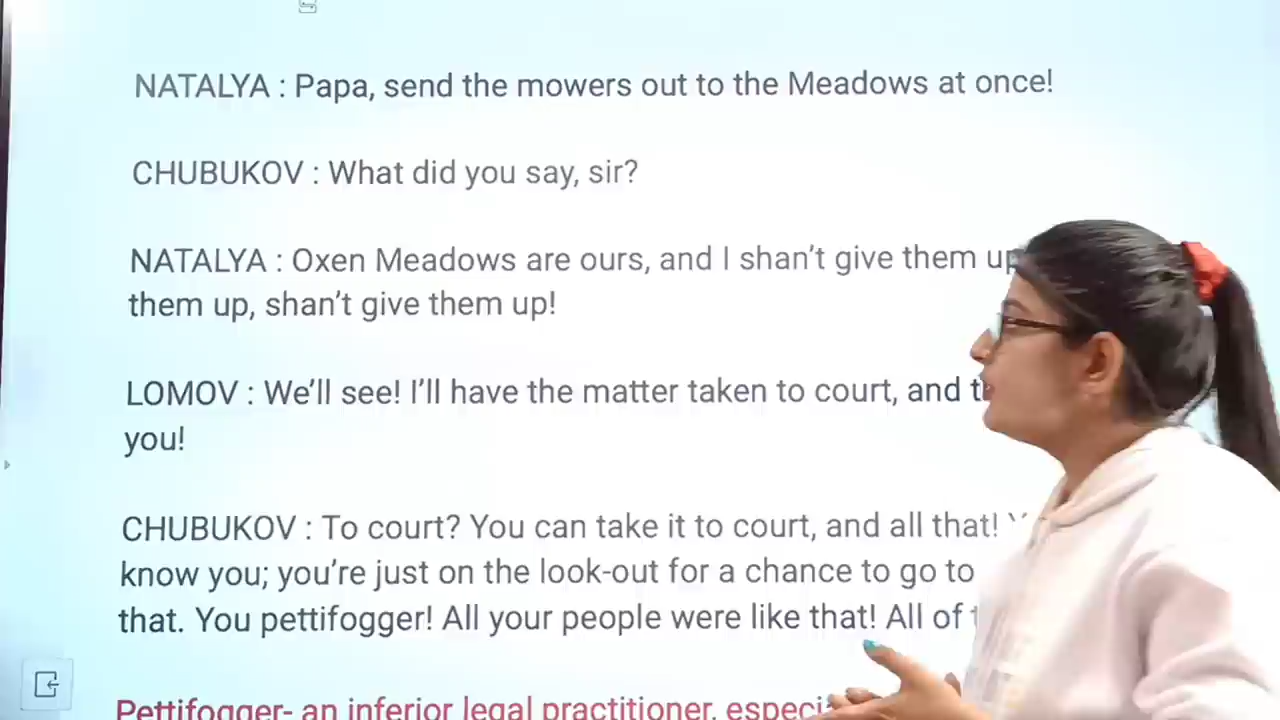 NATALYA : Papa, send the mowers out to the Meadows at once!
CHUBUKOV : What did you say, sir?
NATALYA : Oxen Meadows are ours, and I shan't give them up
them up, shan't give them up!
LOMOV : We'll see! I'll have the matter taken to court, and
you!
CHUBUKOV : To court? You can take it to court, and all that!
know you; you're just on the look-out for a chance to go to
that. You pettifogger! All your people were like that! All of
Pettifogger- an inferior legal practitioner,